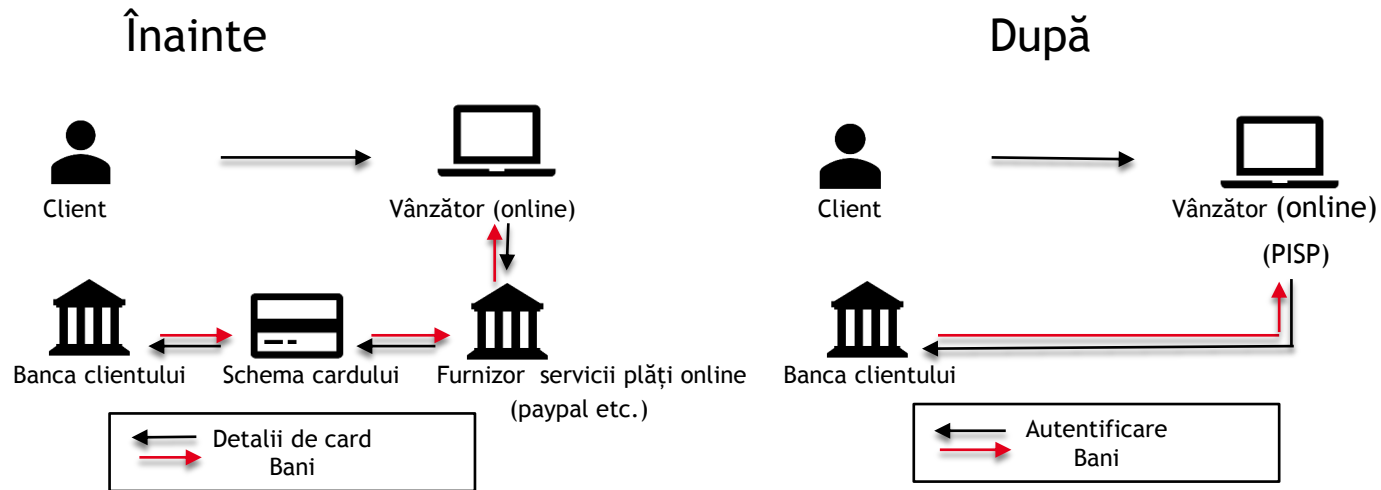 Înainte
Client
Vânzător (online)
Banca clientului
Schema cardului
Furnizor servicii plăți online
(paypal etc.)
Detalii de card
Bani
După
Client
Vânzător (online)
(PISP)
Banca clientului
Autentificare
Bani